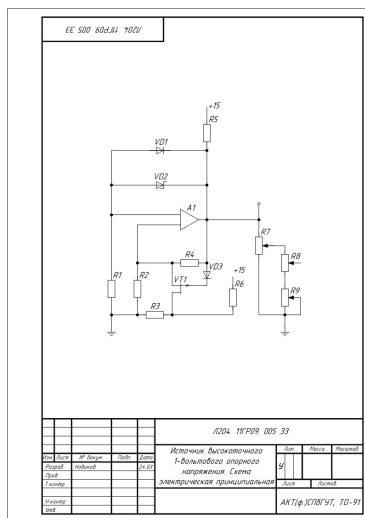 Л204. 11ГР09. 005 ЭЗ
+15
R5
VD1
VD2
A1
R7
R4
R8
VD3
+15
R1
R2
VT1
R6
R9
R3
Л204. 11ГР09. 005 .ЭЗ
Источник высокоточного
1-вольтового опорного
напряжения. Схема
электрическая принципиальная
Лит Масса Масштаб
У
Изм Лист № докум Подп. Дата
Разраб. Новиков 24.03
Пров
Т.контр
Лист Листов
Н.контр
Утв.
АКТ(ф.)СПбГУТ, ТО-91